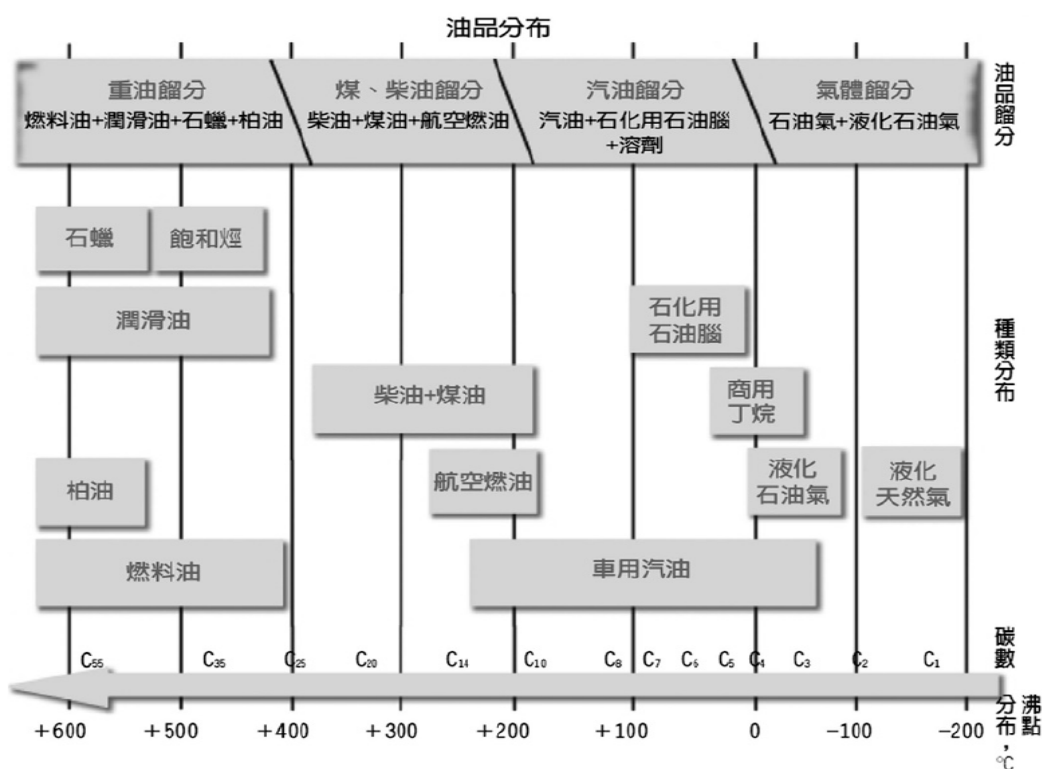 油品分布
重油餾分
燃料油+潤滑油+石蠟+柏油
煤、柴油餾分
柴油+煤油+航空燃油
汽油餾分
汽油+石化用石油腦
+溶劑
氣體餾分
石油氣+液化石油氣
油品餾分
石蠟
飽和烴
潤滑油
石化用
石油腦
種類分布
柴油+煤油
商用
丁烷
柏油
航空燃油
液化
石油氣
液化
天然氣
燃料油
車用汽油
C₅₅ C₃₅ C₂₅ C₂₀ C₁₄ C₁₀ C₈ C₇ C₆ C₅ C₄ C₃ C₂ C₁
碳數分布，
+600 +500 +400 +300 +200 +100 0 -100 -200
沸點
°C